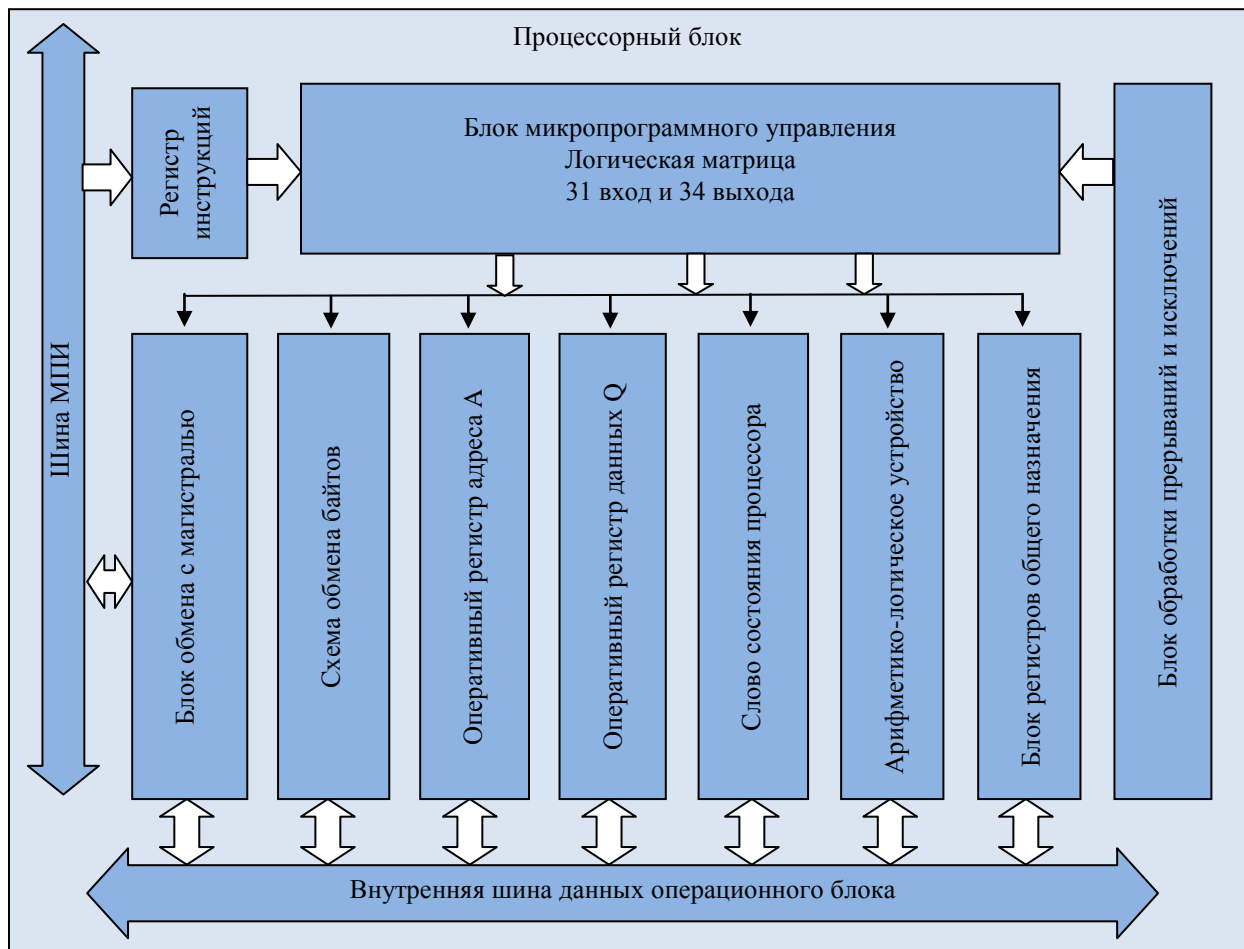 Процессорный блок
Регистр
инструкций
Блок микропрограммного управления
Логическая матрица
31 вход и 34 выхода
Шина МПИ
Блок обмена с магистралью
Схема обмена байтов
Оперативный регистр адреса А
Оперативный регистр данных Q
Слово состояния процессора
Арифметико-логическое устройство
Блок регистров общего назначения
Блок обработки прерываний и исключений
Внутренняя шина данных операционного блока